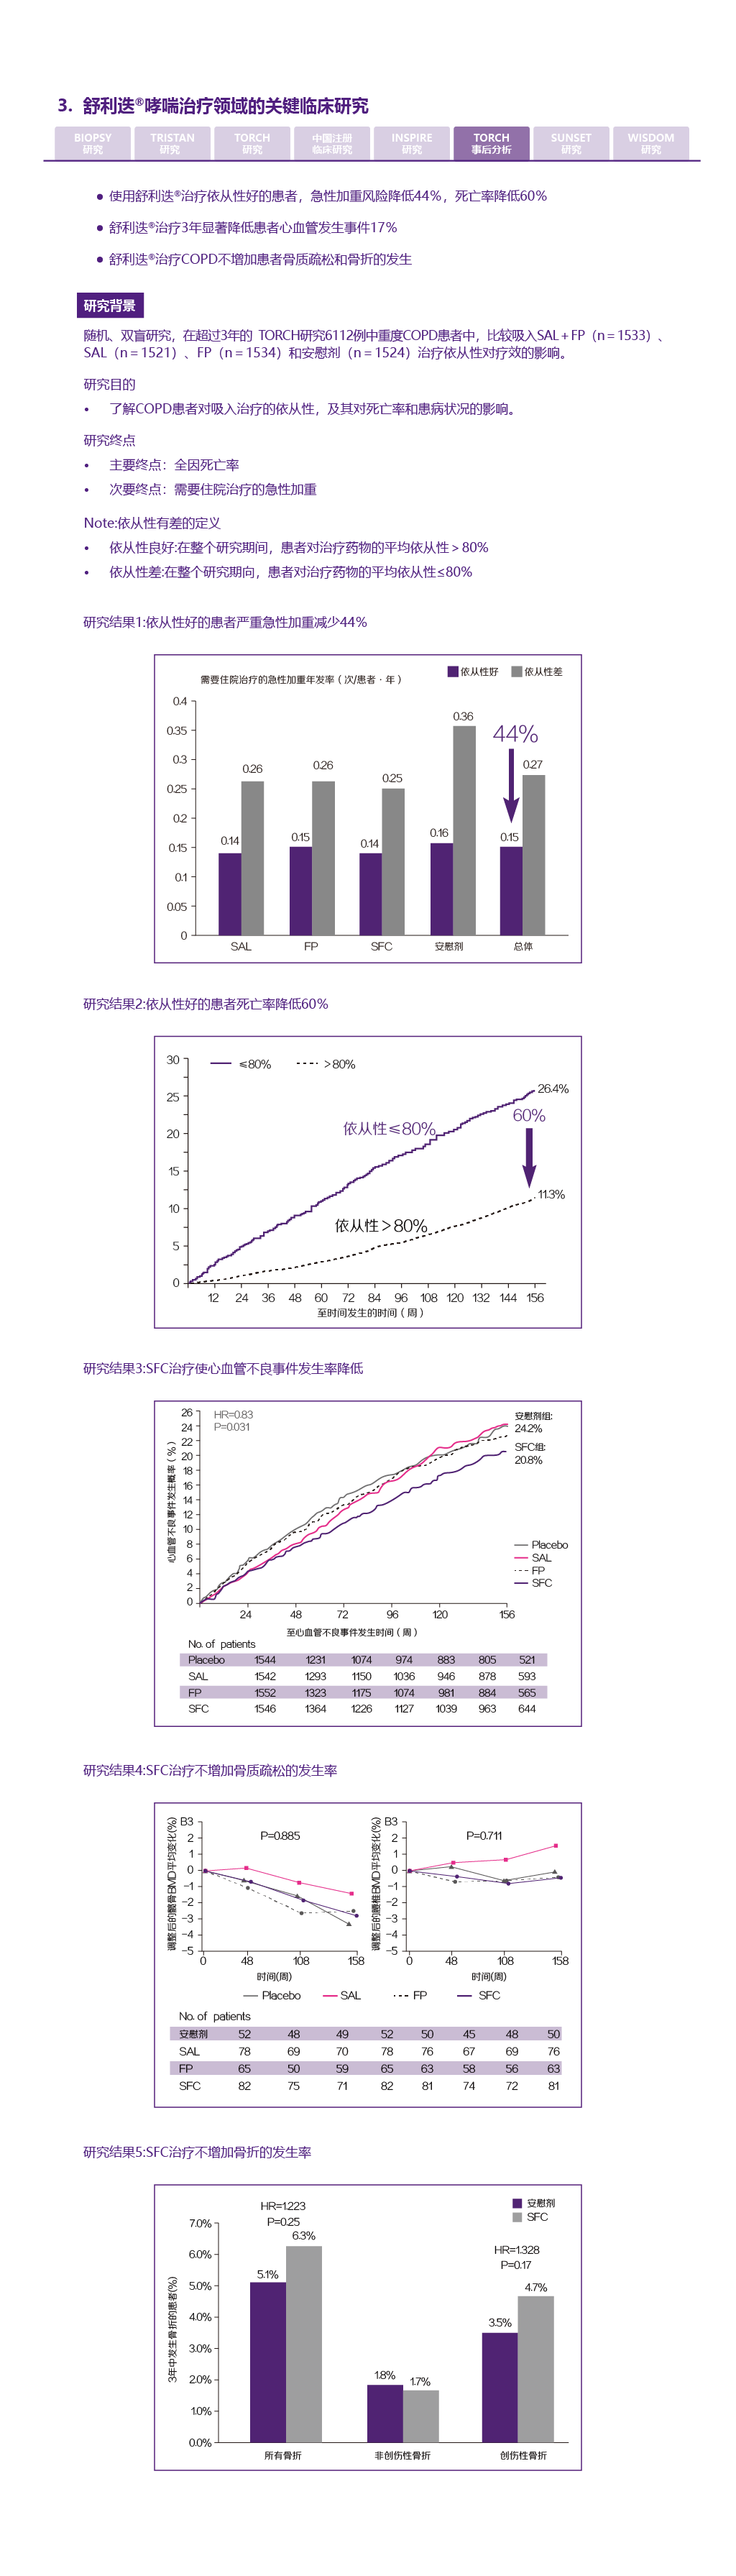 3. 舒利迭®哮喘治疗领域的关键临床研究
BIOPSY 研究
TRISTAN 研究
TORCH 研究
中国注册 临床研究
INSPIRE 研究
TORCH 事后分析
SUNSET 研究
WISDOM 研究
● 使用舒利迭®治疗依从性好的患者，急性加重风险降低44%，死亡率降低60%
● 舒利迭®治疗3年显著降低患者心血管发生事件17%
● 舒利迭®治疗COPD不增加患者骨质疏松和骨折的发生
研究背景
随机、双盲研究，在超过3年的 TORCH研究6112例中重度COPD患者中，比较吸入SAL+FP（n=1533）、
SAL（n=1521）、FP（n=1534）和安慰剂（n=1524）治疗依从性对疗效的影响。
研究目的
• 了解COPD患者对吸入治疗的依从性，及其对死亡率和患病状况的影响。
研究终点
• 主要终点：全因死亡率
• 次要终点：需要住院治疗的急性加重
Note:依从性有差的定义
• 依从性良好:在整个研究期间，患者对治疗药物的平均依从性＞80%
• 依从性差:在整个研究期向，患者对治疗药物的平均依从性≤80%
研究结果1:依从性好的患者严重急性加重减少44%
需要住院治疗的急性加重年发率（次/患者·年）
依从性好 依从性差
0.4
0.35
0.3
0.25
0.2
0.15
0.1
0.05
0
0.14 0.26
0.15 0.26
0.14 0.25
0.16 0.36
44%
0.15 0.27
SAL FP SFC 安慰剂 总体
研究结果2:依从性好的患者死亡率降低60%
≤80% >80%
30
25
20
15
10
5
0
依从性≤80%
26.4%
60%
11.3%
依从性>80%
12 24 36 48 60 72 84 96 108 120 132 144 156
至时间发生的时间（周）
研究结果3:SFC治疗使心血管不良事件发生率降低
心血管不良事件发生概率（%）
26
24
22
20
18
16
14
12
10
8
6
4
2
0
HR=0.83
P=0.031
安慰剂组:
24.2%
SFC组:
20.8%
Placebo
SAL
FP
SFC
24 48 72 96 120 156
至心血管不良事件发生时间（周）
No. of patients
Placebo 1544 1231 1074 974 883 805 521
SAL 1542 1293 1150 1036 946 878 593
FP 1552 1323 1175 1074 981 884 565
SFC 1546 1364 1226 1127 1039 963 644
研究结果4:SFC治疗不增加骨质疏松的发生率
调整后的髋骨BMD平均变化(%)
B3
2
1
0
-1
-2
-3
-4
-5
P=0.885
0 48 108 158
时间(周)
调整后的腰椎BMD平均变化(%)
B3
2
1
0
-1
-2
-3
-4
-5
P=0.711
0 48 108 158
时间(周)
Placebo SAL FP SFC
No. of patients
安慰剂 52 48 49 52 50 45 48 50
SAL 78 69 70 78 76 67 69 76
FP 65 50 59 65 63 58 56 63
SFC 82 75 71 82 81 74 72 81
研究结果5:SFC治疗不增加骨折的发生率
3年中发生骨折的患者(%)
安慰剂
SFC
7.0%
6.0%
5.0%
4.0%
3.0%
2.0%
1.0%
0.0%
HR=1.223
P=0.25
5.1% 6.3%
1.8% 1.7%
HR=1.328
P=0.17
3.5% 4.7%
所有骨折 非创伤性骨折 创伤性骨折